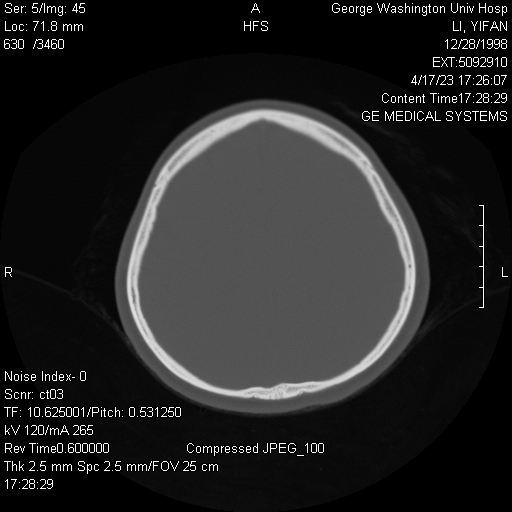 Ser: 5/Img: 45
Loc: 71.8 mm
630 /3460
A
HFS
George Washington Univ Hosp
LI, YIFAN
12/28/1998
EXT:5092910
4/17/23 17:26:07
Content Time17:28:29
GE MEDICAL SYSTEMS
R
L
Noise Index- 0
Scnr: ct03
TF: 10.625001/Pitch: 0.531250
kV 120/mA 265
Rev Time0.600000
Compressed JPEG_100
Thk 2.5 mm Spc 2.5 mm/FOV 25 cm
17:28:29